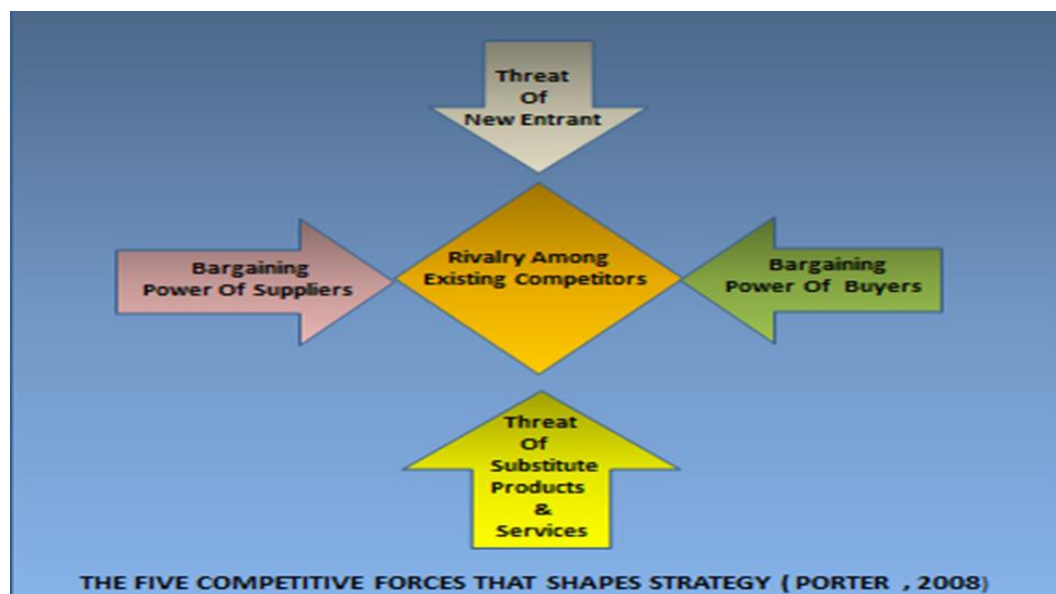 Threat
Of
New Entrant
Rivalry Among
Existing Competitors
Bargaining
Power Of Suppliers
Bargaining
Power Of Buyers
Threat
Of
Substitute
Products
&
Services
THE FIVE COMPETITIVE FORCES THAT SHAPES STRATEGY ( PORTER , 2008)